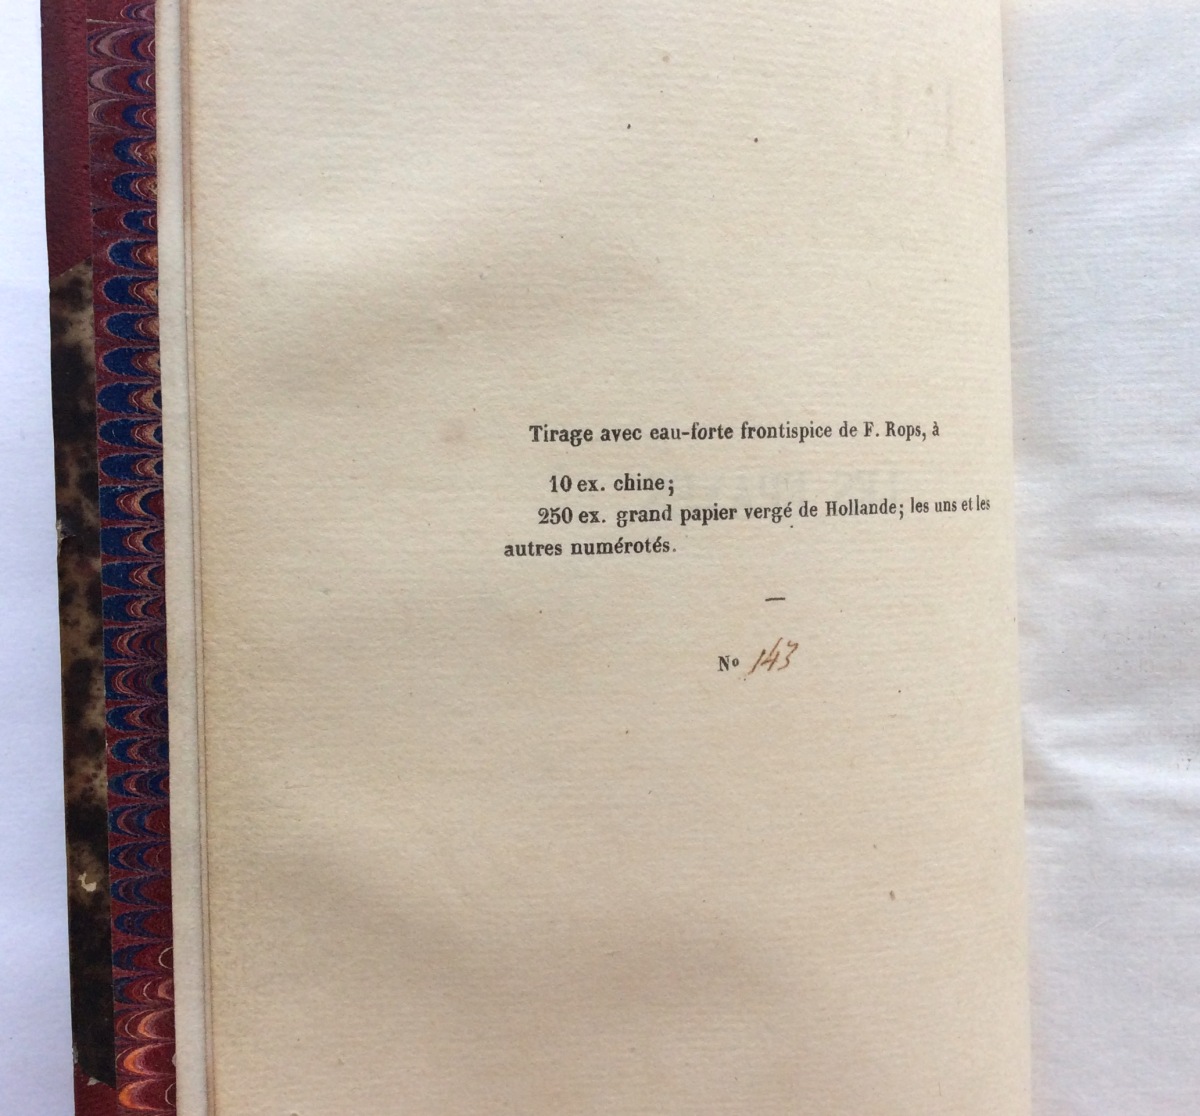 Tirage avec eau-forte frontispice de F. Rops, à
10 ex. chine;
250 ex. grand papier vergé de Hollande; les uns et les
autres numérotés.
—
No 143